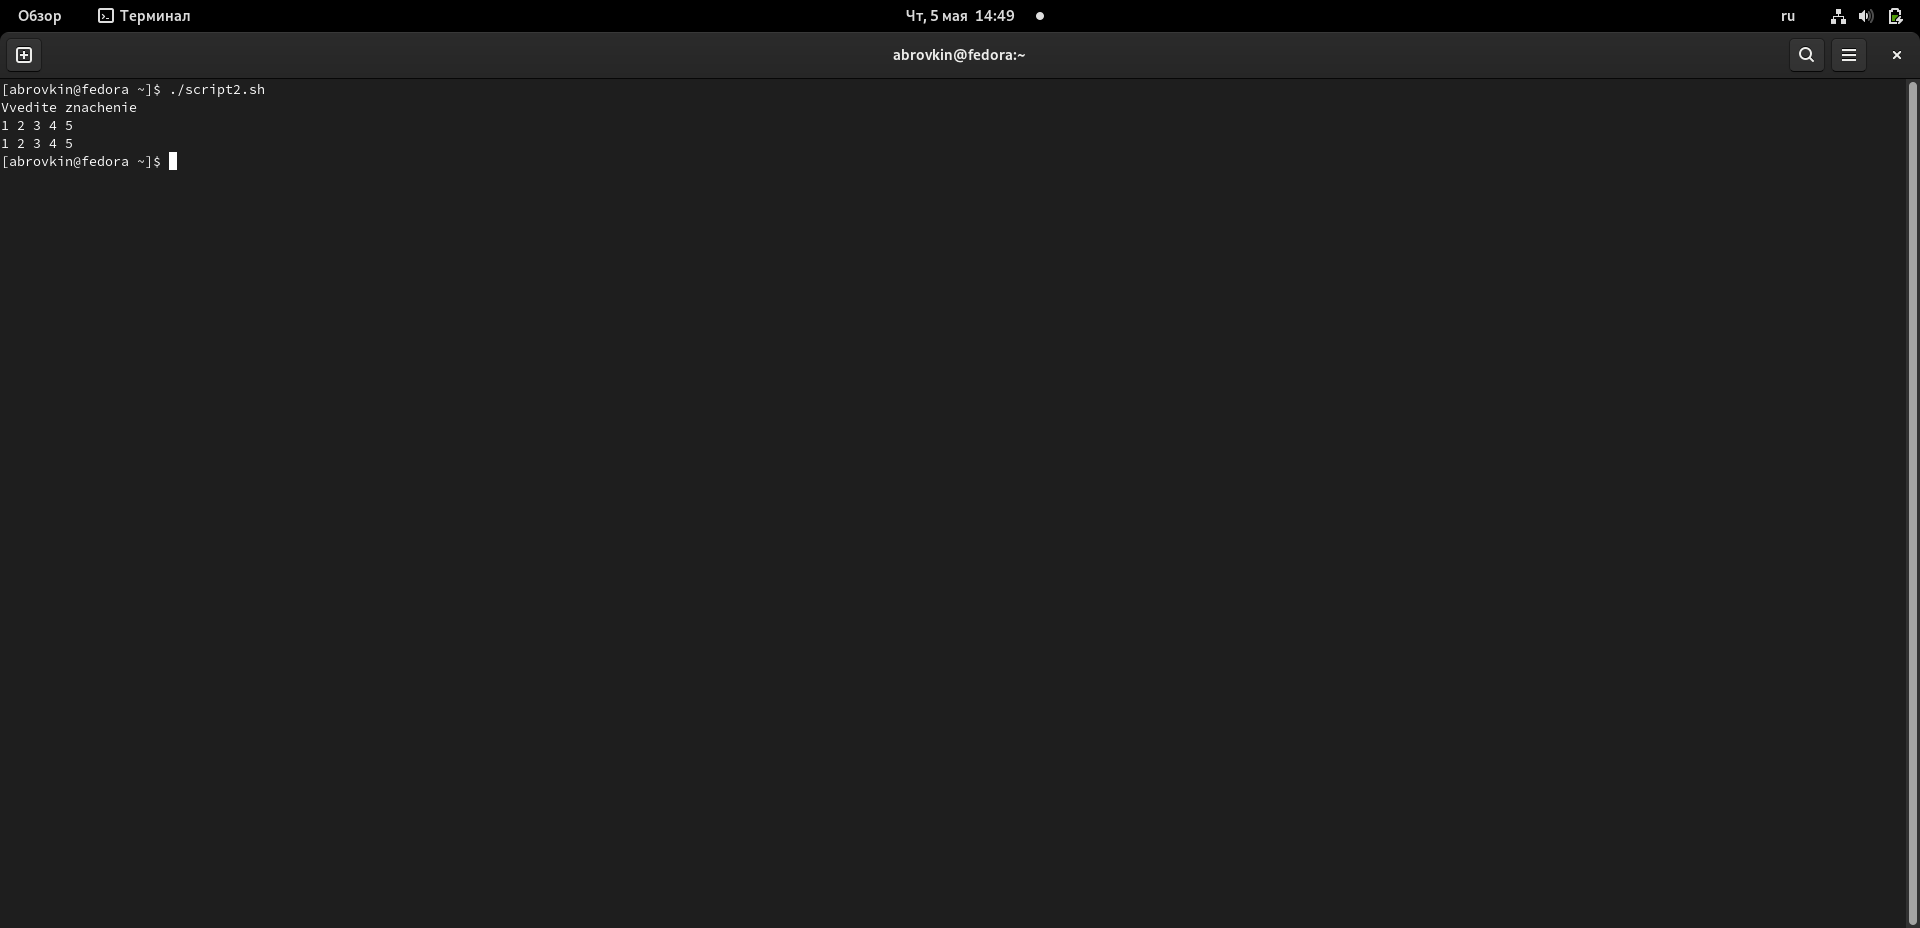 Обзор Терминал Чт, 5 мая 14:49 ru
abrovkin@fedora:~
[abrovkin@fedora ~]$ ./script2.sh
Vvedite znachenie
1 2 3 4 5
1 2 3 4 5
[abrovkin@fedora ~]$